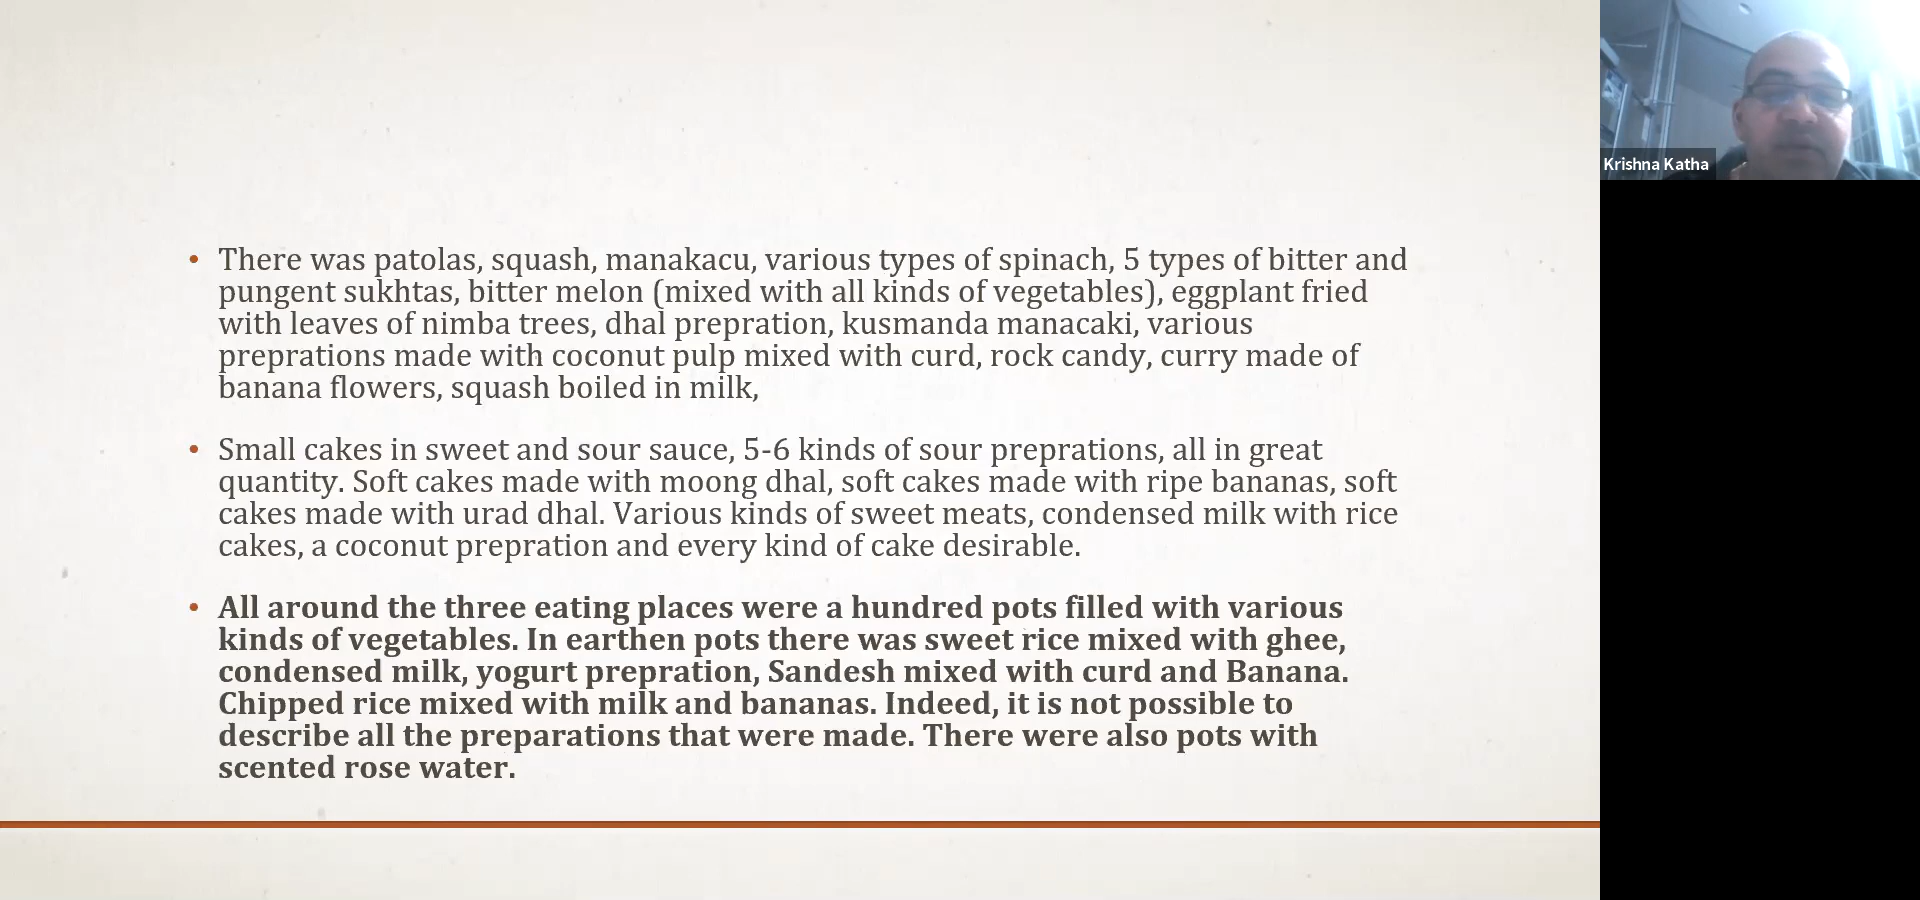 • There was patolas, squash, manakacu, various types of spinach, 5 types of bitter and
pungent sukhtas, bitter melon (mixed with all kinds of vegetables), eggplant fried
with leaves of nimba trees, dhal prepration, kusmanda manacaki, various
preprations made with coconut pulp mixed with curd, rock candy, curry made of
banana flowers, squash boiled in milk,
• Small cakes in sweet and sour sauce, 5-6 kinds of sour preprations, all in great
quantity. Soft cakes made with moong dhal, soft cakes made with ripe bananas, soft
cakes made with urad dhal. Various kinds of sweet meats, condensed milk with rice
cakes, a coconut prepration and every kind of cake desirable.
• All around the three eating places were a hundred pots filled with various
kinds of vegetables. In earthen pots there was sweet rice mixed with ghee,
condensed milk, yogurt prepration, Sandesh mixed with curd and Banana.
Chipped rice mixed with milk and bananas. Indeed, it is not possible to
describe all the preparations that were made. There were also pots with
scented rose water.
Krishna Katha